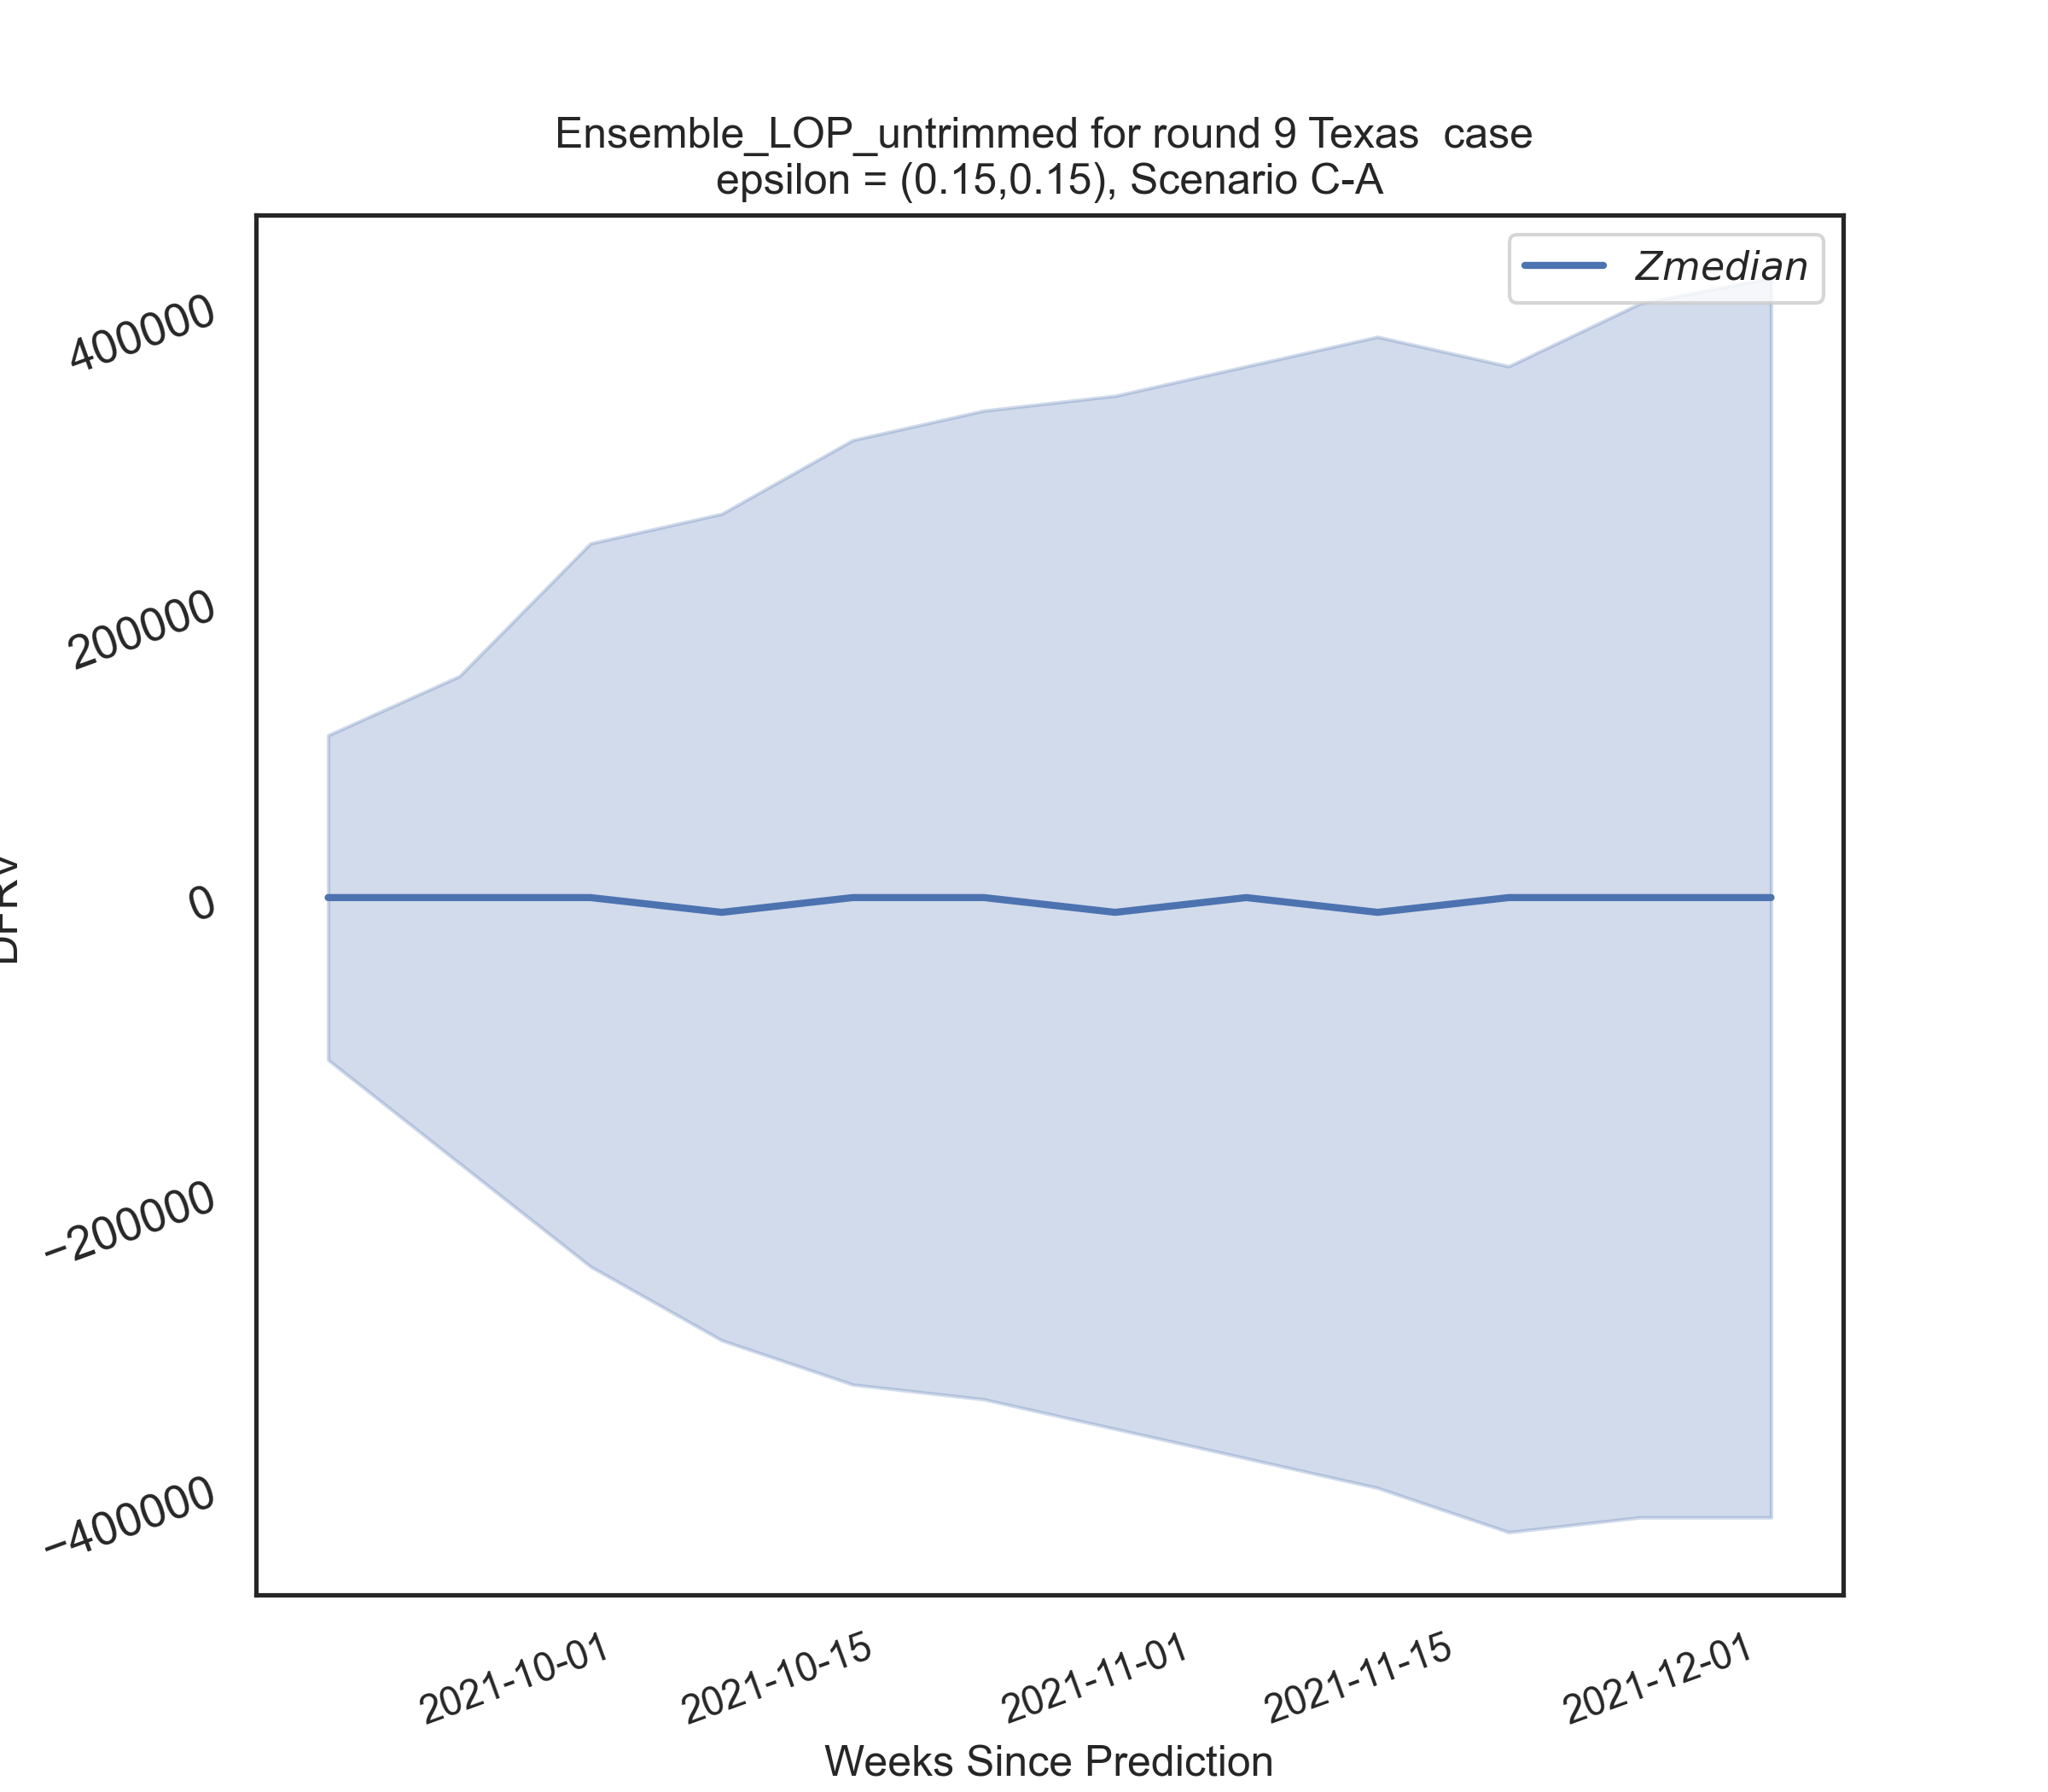 Ensemble_LOP_untrimmed for round 9 Texas  case
epsilon = (0.15,0.15), Scenario C-A
Zmedian
400000
200000
0
−200000
−400000
2021-10-01
2021-10-15
2021-11-01
2021-11-15
2021-12-01
Weeks Since Prediction